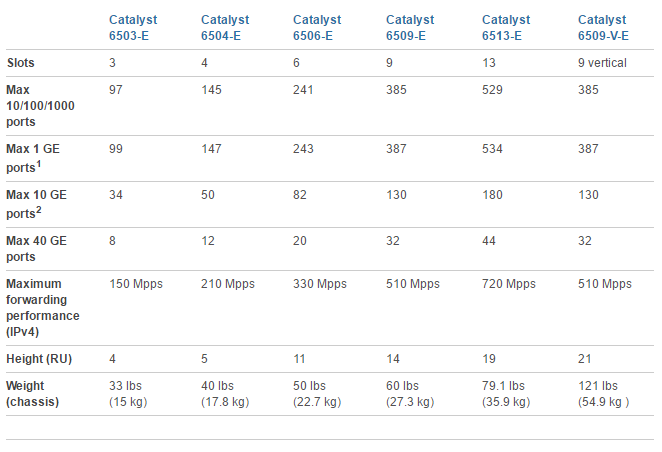 Catalyst 6503-E Catalyst 6504-E Catalyst 6506-E Catalyst 6509-E Catalyst 6513-E Catalyst 6509-V-E
Slots 3 4 6 9 13 9 vertical
Max 10/100/1000 ports 97 145 241 385 529 385
Max 1 GE ports1 99 147 243 387 534 387
Max 10 GE ports2 34 50 82 130 180 130
Max 40 GE ports 8 12 20 32 44 32
Maximum forwarding performance (IPv4) 150 Mpps 210 Mpps 330 Mpps 510 Mpps 720 Mpps 510 Mpps
Height (RU) 4 5 11 14 19 21
Weight (chassis) 33 lbs (15 kg) 40 lbs (17.8 kg) 50 lbs (22.7 kg) 60 lbs (27.3 kg) 79.1 lbs (35.9 kg) 121 lbs (54.9 kg )